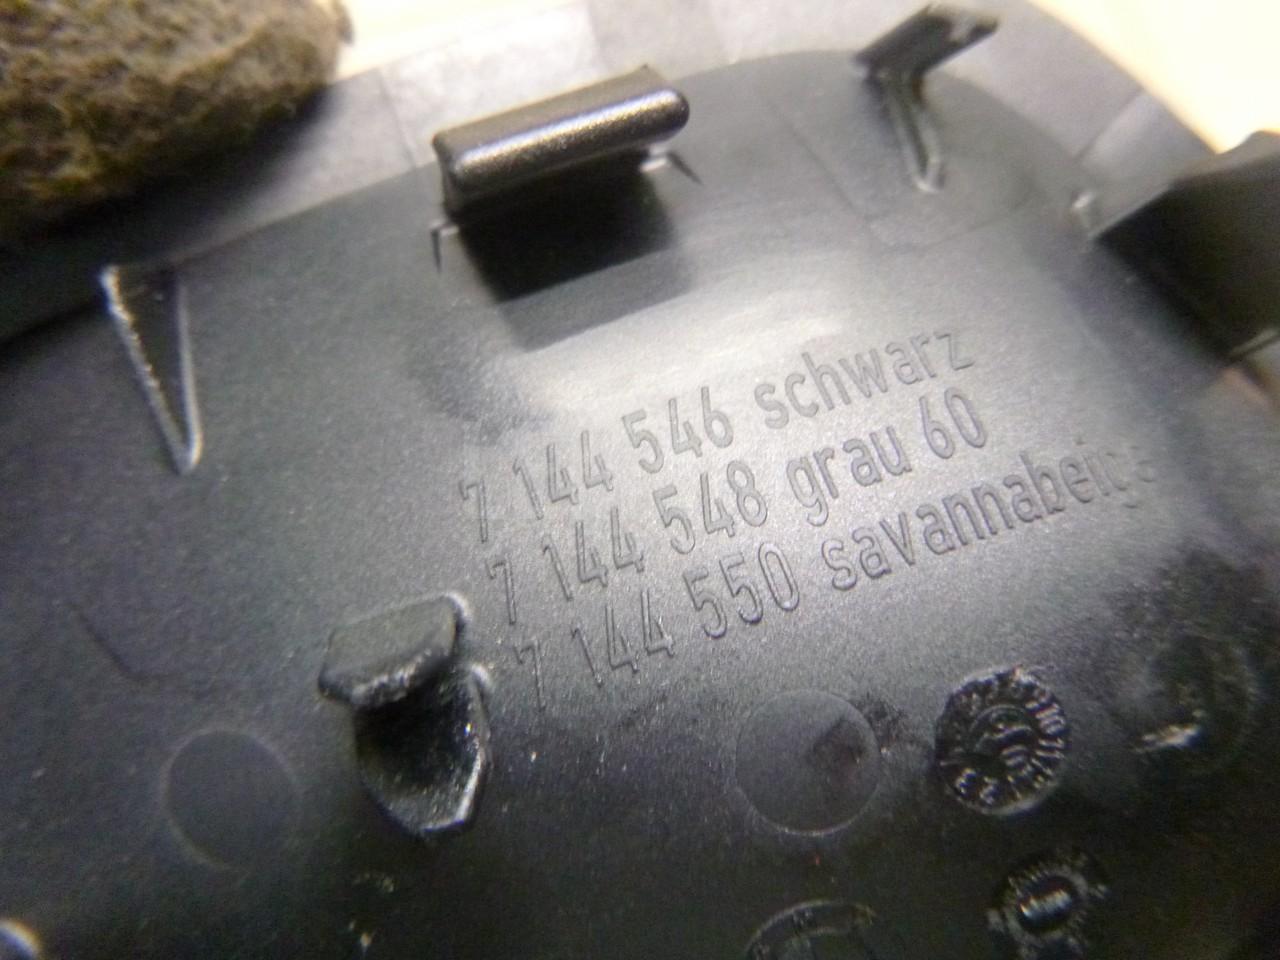 7 144 546 schwarz
7 144 548 grau 60
7 144 550 savannabeige